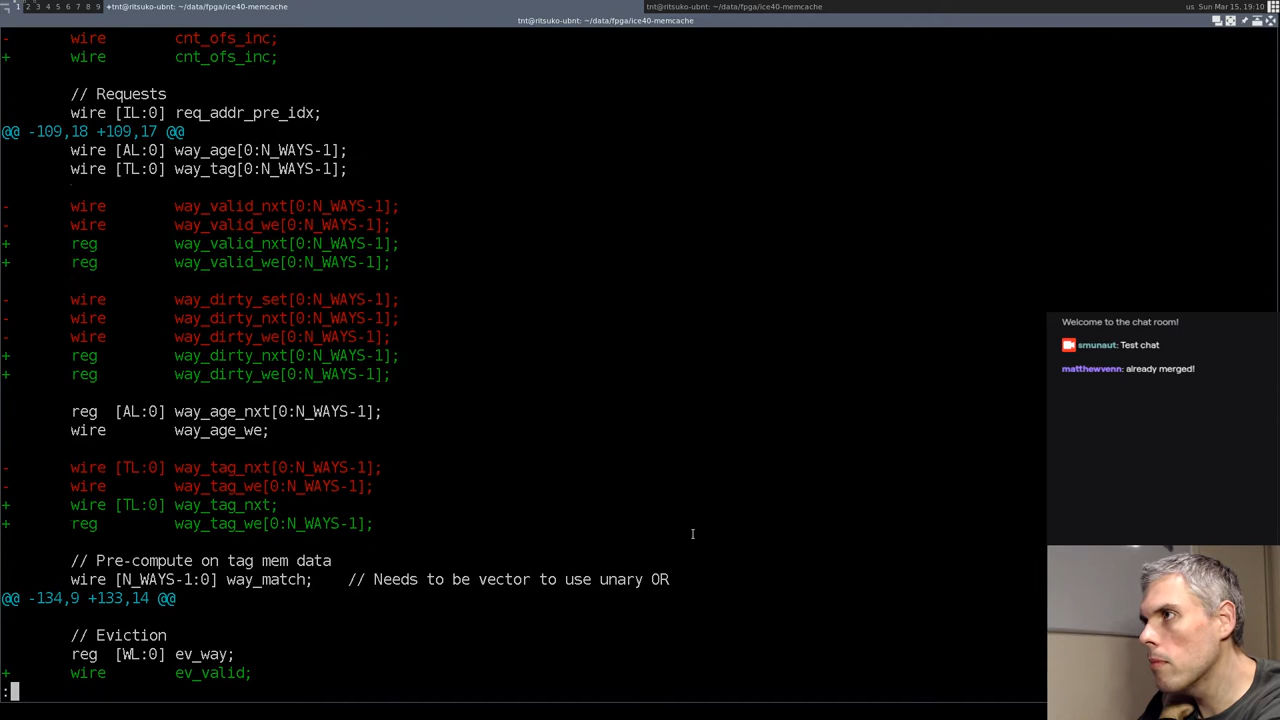 1 2 3 4 5 6 7 8 9 +tnt@ritsuko-ubnt: ~/data/fpga/ice40-memcache tnt@ritsuko-ubnt: ~/data/fpga/ice40-memcache us Sun Mar 15, 19:10
tnt@ritsuko-ubnt: ~/data/fpga/ice40-memcache
- wire cnt_ofs_inc;
+ wire cnt_ofs_inc;
// Requests
wire [IL:0] req_addr_pre_idx;
@@ -109,18 +109,17 @@
wire [AL:0] way_age[0:N_WAYS-1];
wire [TL:0] way_tag[0:N_WAYS-1];
- wire way_valid_nxt[0:N_WAYS-1];
- wire way_valid_we[0:N_WAYS-1];
+ reg way_valid_nxt[0:N_WAYS-1];
+ reg way_valid_we[0:N_WAYS-1];
- wire way_dirty_set[0:N_WAYS-1];
- wire way_dirty_nxt[0:N_WAYS-1];
- wire way_dirty_we[0:N_WAYS-1];
+ reg way_dirty_nxt[0:N_WAYS-1];
+ reg way_dirty_we[0:N_WAYS-1];
reg [AL:0] way_age_nxt[0:N_WAYS-1];
wire way_age_we;
- wire [TL:0] way_tag_nxt[0:N_WAYS-1];
- wire way_tag_we[0:N_WAYS-1];
+ wire [TL:0] way_tag_nxt;
+ reg way_tag_we[0:N_WAYS-1];
// Pre-compute on tag mem data
wire [N_WAYS-1:0] way_match; // Needs to be vector to use unary OR
@@ -134,9 +133,14 @@
// Eviction
reg [WL:0] ev_way;
+ wire ev_valid;
:
Welcome to the chat room!
smunaut: Test chat
matthewvenn: already merged!